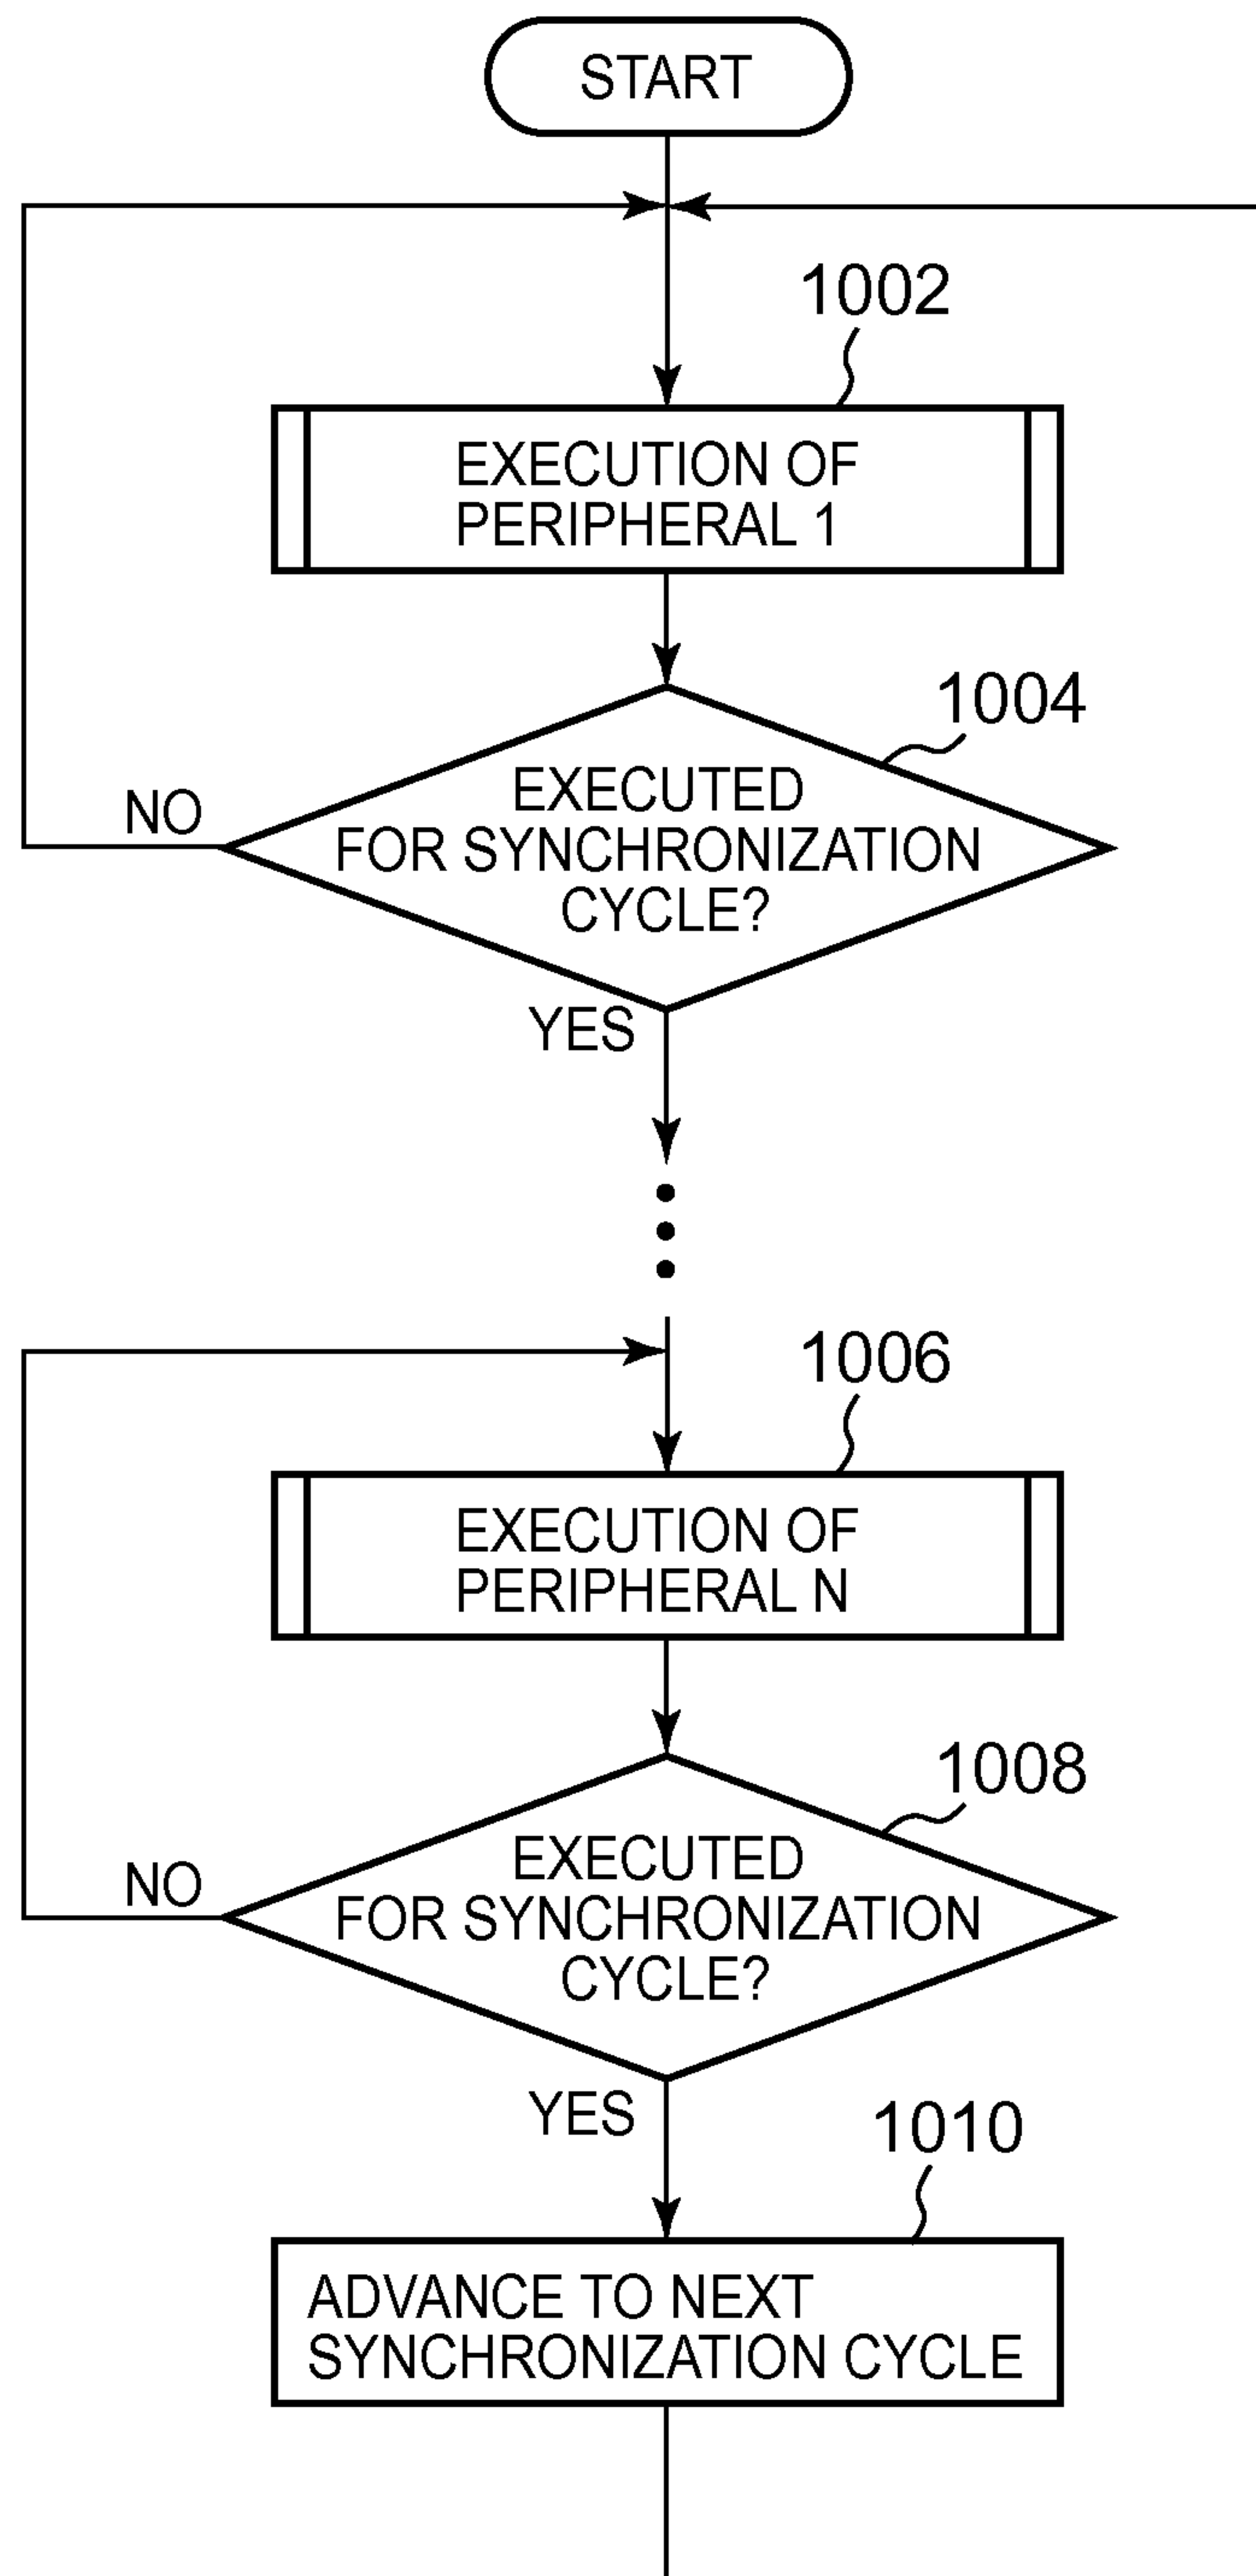 START
1002
EXECUTION OF
PERIPHERAL 1
1004
EXECUTED
FOR SYNCHRONIZATION
CYCLE?
NO
YES
1006
EXECUTION OF
PERIPHERAL N
1008
EXECUTED
FOR SYNCHRONIZATION
CYCLE?
NO
YES
1010
ADVANCE TO NEXT
SYNCHRONIZATION CYCLE